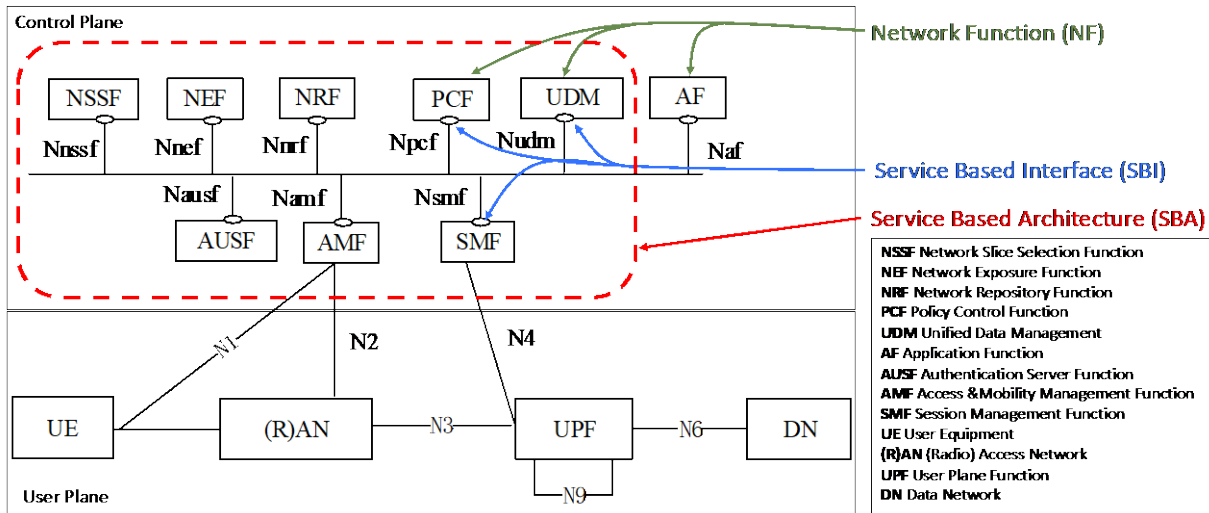 Control Plane
Network Function (NF)
NSSF
NEF
NRF
PCF
UDM
AF
Nnssf
Nnef
Nnrf
Npcf
Nudm
Naf
Service Based Interface (SBI)
Nausf
Namf
Nsmf
Service Based Architecture (SBA)
AUSF
AMF
SMF
NSSF Network Slice Selection Function
NEF Network Exposure Function
NRF Network Repository Function
PCF Policy Control Function
UDM Unified Data Management
AF Application Function
AUSF Authentication Server Function
AMF Access &Mobility Management Function
SMF Session Management Function
UE User Equipment
(R)AN (Radio) Access Network
UPF User Plane Function
DN Data Network
N1
N2
N4
UE
(R)AN
N3
UPF
N6
DN
N9
User Plane